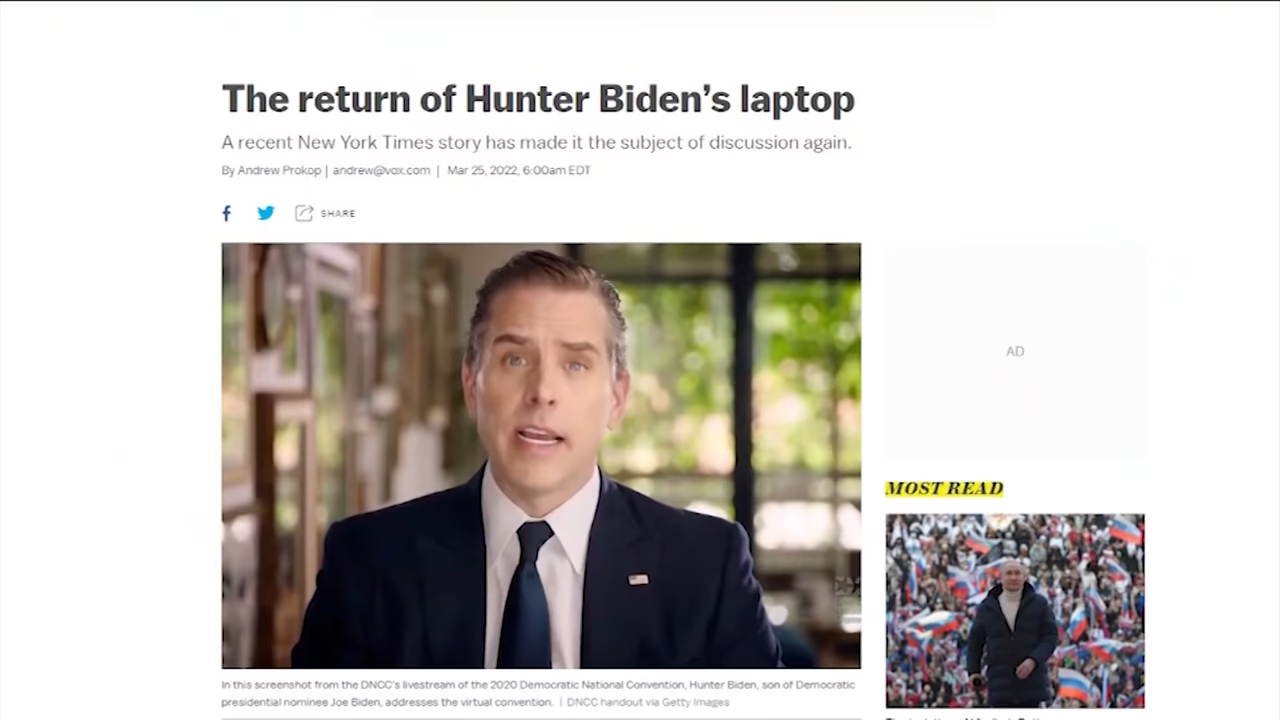 The return of Hunter Biden’s laptop
A recent New York Times story has made it the subject of discussion again.
By Andrew Prokop | andrew@vox.com | Mar 25, 2022, 6:00am EDT
SHARE
AD
MOST READ
In this screenshot from the DNCC’s livestream of the 2020 Democratic National Convention, Hunter Biden, son of Democratic
presidential nominee Joe Biden, addresses the virtual convention. | DNCC handout via Getty Images